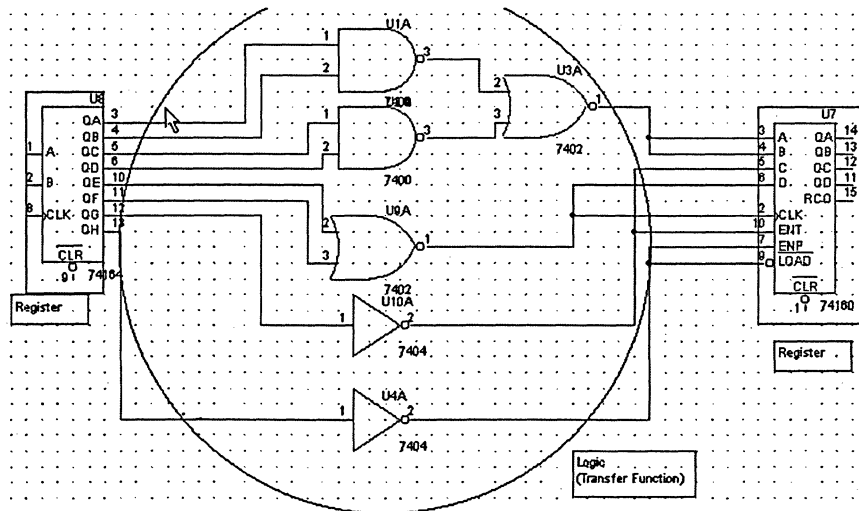 U1A
1
2
3
U3A
2
3
1
7402
1
2
3
7400
U8
3
QA
4
QB
5
QC
6
QD
10
QE
11
QF
12
QG
13
QH
1
A
2
B
8
CLK
CLR
9
74164
Register
U9A
2
3
1
7402
U10A
1
2
7404
U4A
1
2
7404
U7
3
A
QA
14
4
B
QB
13
5
C
QC
12
6
D
QD
11
RCO
15
2
CLK
10
ENT
7
ENP
9
LOAD
CLR
1
74160
Register
Logic
(Transfer Function)